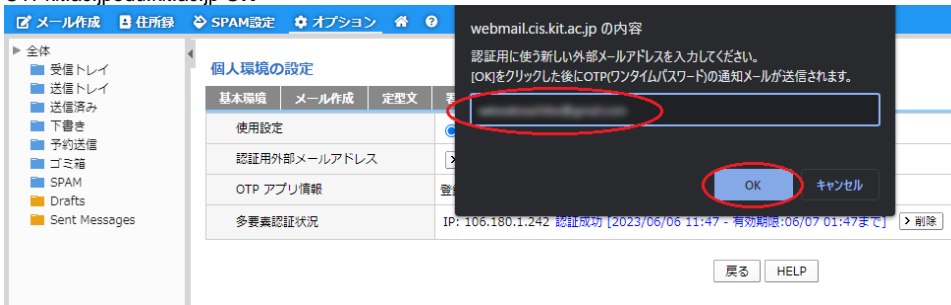 メール作成 住所録 SPAM設定 オプション
webmail.cis.kit.ac.jp の内容
認証用に使う新しい外部メールアドレスを入力してください。
[OK]をクリックした後にOTP(ワンタイムパスワード)の通知メールが送信されます。
OK キャンセル
全体
受信トレイ
送信トレイ
送信済み
下書き
予約送信
ゴミ箱
SPAM
Drafts
Sent Messages
個人環境の設定
基本環境 メール作成 定型文
使用設定
認証用外部メールアドレス
OTP アプリ情報
多要素認証状況 IP: 106.180.1.242 認証成功 [2023/06/06 11:47 - 有効期限:06/07 01:47まで] 削除
戻る HELP